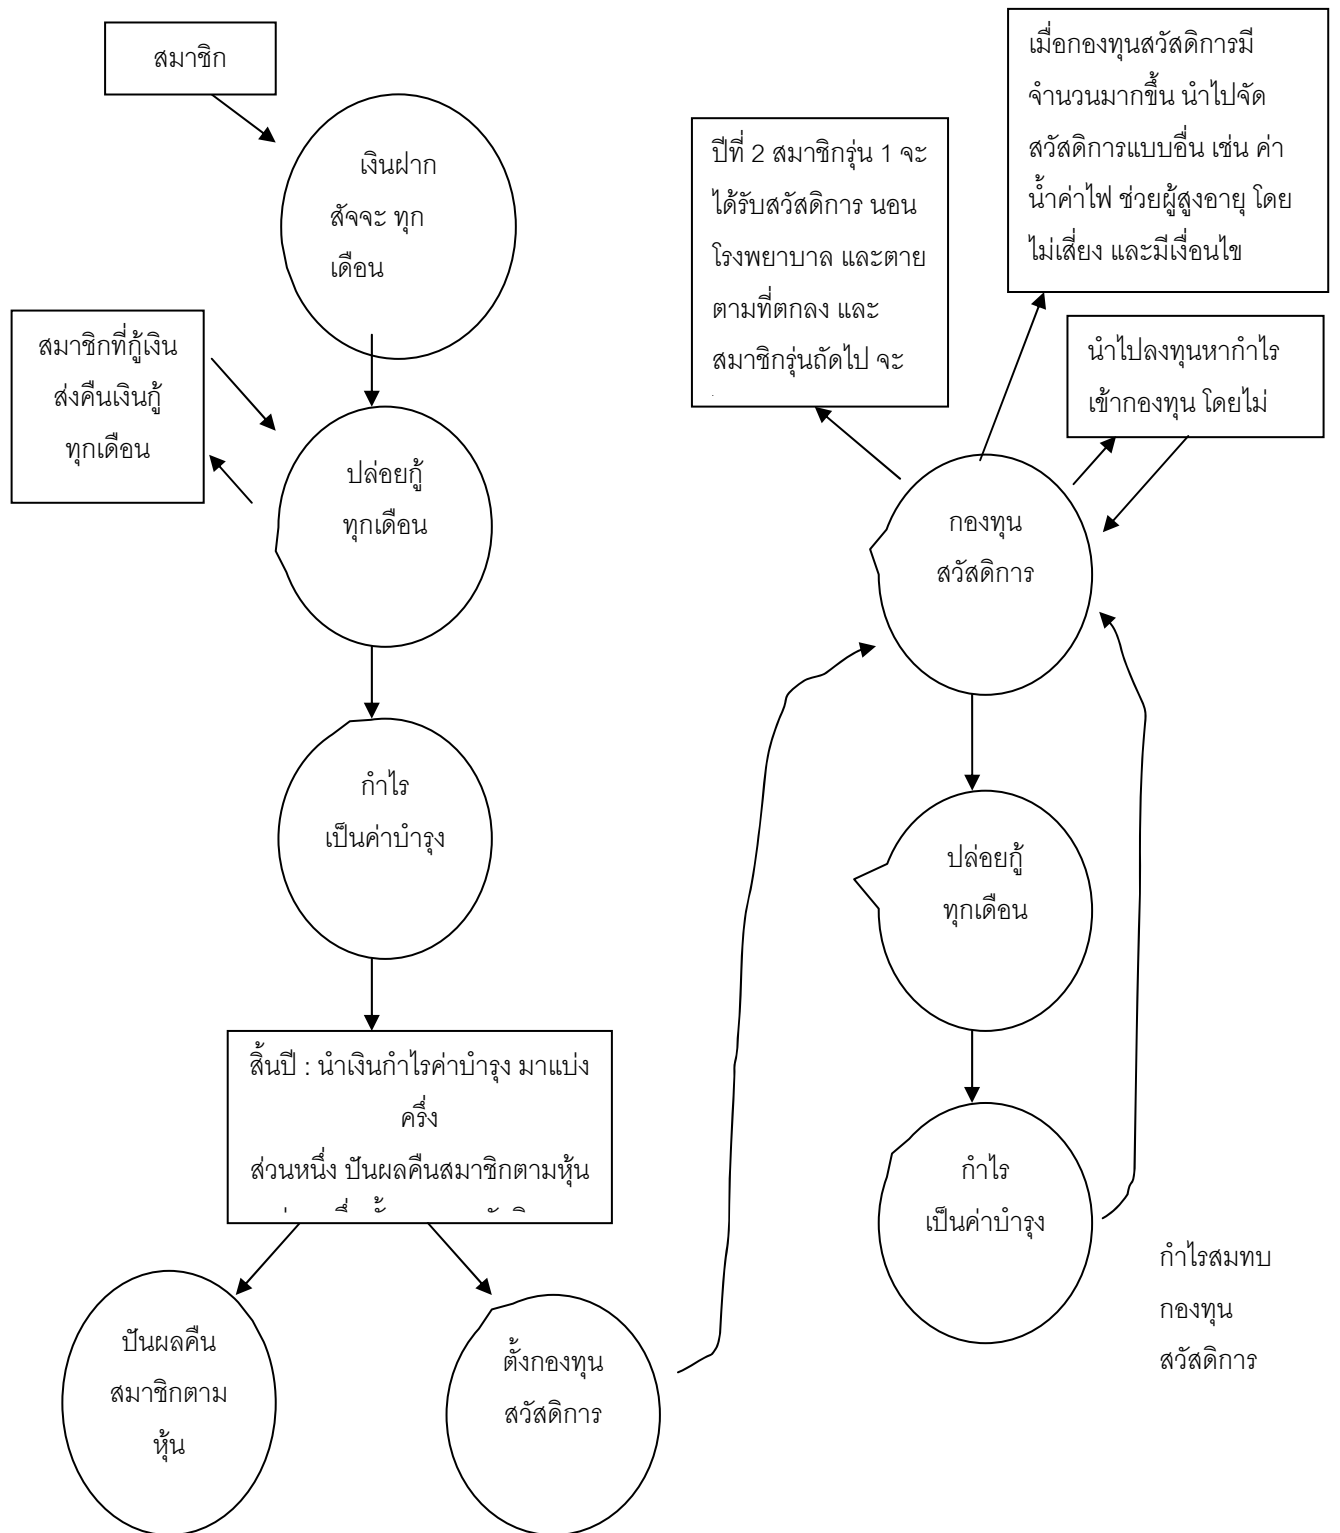 สมาชิก
เงินฝาก
สัจจะ ทุก
เดือน
สมาชิกที่กู้เงิน
ส่งคืนเงินกู้
ทุกเดือน
ปล่อยกู้
ทุกเดือน
กำไร
เป็นค่าบำรุง
สิ้นปี : นำเงินกำไรค่าบำรุง มาแบ่ง
ครึ่ง
ส่วนหนึ่ง ปันผลคืนสมาชิกตามหุ้น
ปันผลคืน
สมาชิกตาม
หุ้น
ตั้งกองทุน
สวัสดิการ
ปีที่ 2 สมาชิกรุ่น 1 จะ
ได้รับสวัสดิการ นอน
โรงพยาบาล และตาย
ตามที่ตกลง และ
สมาชิกรุ่นถัดไป จะ
เมื่อกองทุนสวัสดิการมี
จำนวนมากขึ้น นำไปจัด
สวัสดิการแบบอื่น เช่น ค่า
น้ำค่าไฟ ช่วยผู้สูงอายุ โดย
ไม่เสี่ยง และมีเงื่อนไข
นำไปลงทุนหากำไร
เข้ากองทุน โดยไม่
กองทุน
สวัสดิการ
ปล่อยกู้
ทุกเดือน
กำไร
เป็นค่าบำรุง
กำไรสมทบ
กองทุน
สวัสดิการ